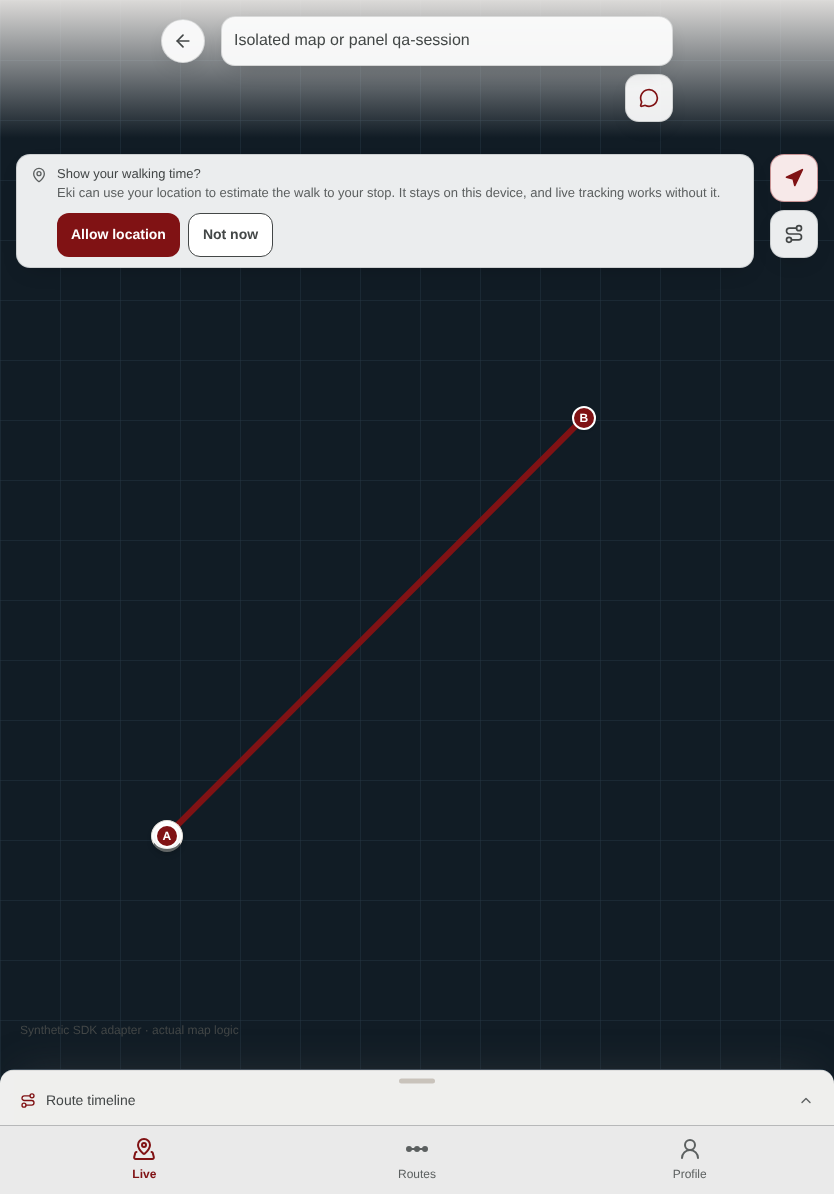 Isolated map or panel qa-session
Show your walking time?
Eki can use your location to estimate the walk to your stop. It stays on this device, and live tracking works without it.
Allow location
Not now
B
A
Synthetic SDK adapter · actual map logic
Route timeline
Live
Routes
Profile